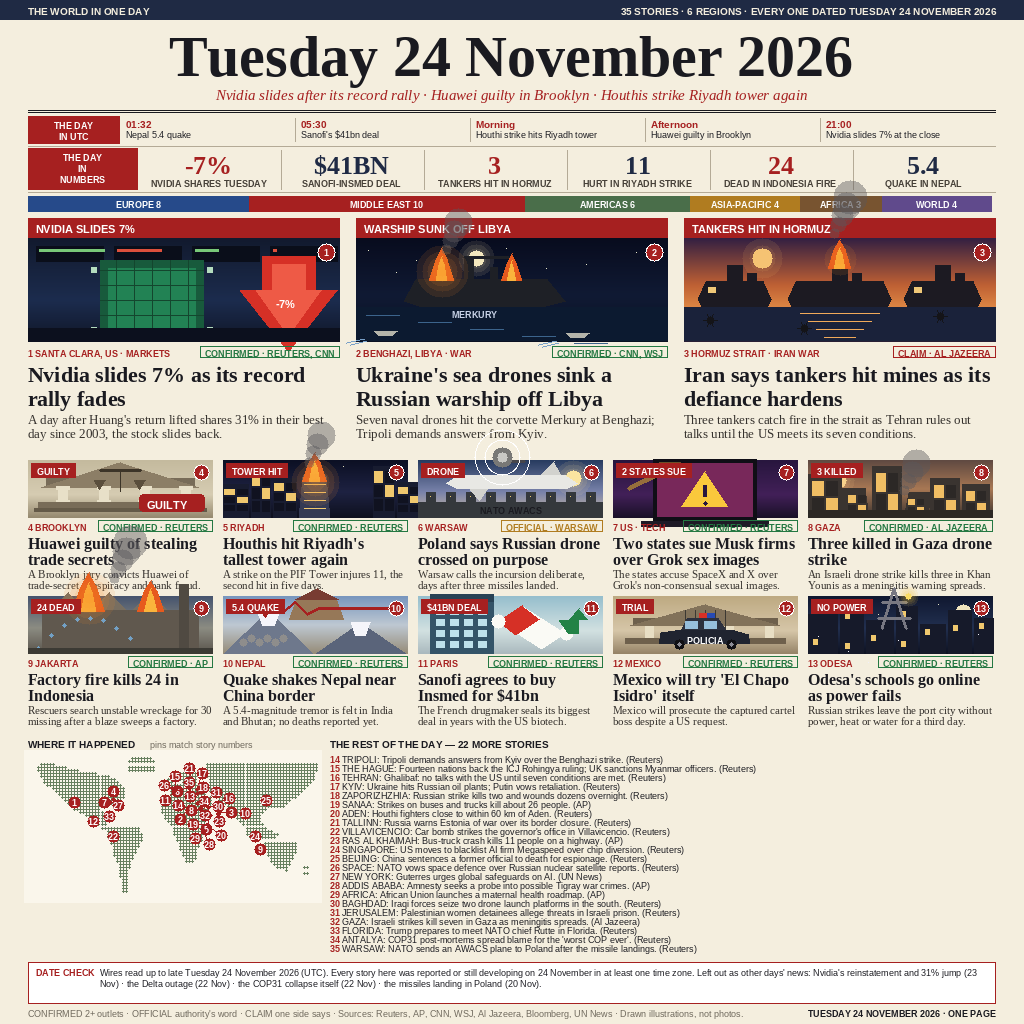 THE WORLD IN ONE DAY
35 STORIES · 6 REGIONS · EVERY ONE DATED TUESDAY 24 NOVEMBER 2026
Tuesday 24 November 2026
Nvidia slides after its record rally · Huawei guilty in Brooklyn · Houthis strike Riyadh tower again
THE DAY
IN UTC
01:32
Nepal 5.4 quake
05:30
Sanofi's $41bn deal
Morning
Houthi strike hits Riyadh tower
Afternoon
Huawei guilty in Brooklyn
21:00
Nvidia slides 7% at the close
THE DAY
IN
NUMBERS
-7%
NVIDIA SHARES TUESDAY
$41BN
SANOFI-INSMED DEAL
3
TANKERS HIT IN HORMUZ
11
HURT IN RIYADH STRIKE
24
DEAD IN INDONESIA FIRE
5.4
QUAKE IN NEPAL
EUROPE 8
MIDDLE EAST 10
AMERICAS 6
ASIA-PACIFIC 4
AFRICA 3
WORLD 4
NVIDIA SLIDES 7%
1
-7%
1 SANTA CLARA, US · MARKETS
CONFIRMED · REUTERS, CNN
Nvidia slides 7% as its record
rally fades
A day after Huang's return lifted shares 31% in their best
day since 2003, the stock slides back.
WARSHIP SUNK OFF LIBYA
2
MERKURY
2 BENGHAZI, LIBYA · WAR
CONFIRMED · CNN, WSJ
Ukraine's sea drones sink a
Russian warship off Libya
Seven naval drones hit the corvette Merkury at Benghazi;
Tripoli demands answers from Kyiv.
TANKERS HIT IN HORMUZ
3
3 HORMUZ STRAIT · IRAN WAR
CLAIM · AL JAZEERA
Iran says tankers hit mines as its
defiance hardens
Three tankers catch fire in the strait as Tehran rules out
talks until the US meets its seven conditions.
GUILTY
4
GUILTY
4 BROOKLYN
CONFIRMED · REUTERS
Huawei guilty of stealing
trade secrets
A Brooklyn jury convicts Huawei of
trade-secret conspiracy and bank fraud.
TOWER HIT
5
5 RIYADH
CONFIRMED · REUTERS
Houthis hit Riyadh's
tallest tower again
A strike on the PIF Tower injures 11, the
second hit in five days.
DRONE
6
NATO AWACS
6 WARSAW
OFFICIAL · WARSAW
Poland says Russian drone
crossed on purpose
Warsaw calls the incursion deliberate,
days after three missiles landed.
2 STATES SUE
7
7 US · TECH
CONFIRMED · REUTERS
Two states sue Musk firms
over Grok sex images
The states accuse SpaceX and X over
Grok's non-consensual sexual images.
3 KILLED
8
8 GAZA
CONFIRMED · AL JAZEERA
Three killed in Gaza drone
strike
An Israeli drone strike kills three in Khan
Younis as a meningitis warning spreads.
24 DEAD
9
9 JAKARTA
CONFIRMED · AP
Factory fire kills 24 in
Indonesia
Rescuers search unstable wreckage for 30
missing after a blaze sweeps a factory.
5.4 QUAKE
10
10 NEPAL
CONFIRMED · REUTERS
Quake shakes Nepal near
China border
A 5.4-magnitude tremor is felt in India
and Bhutan; no deaths reported yet.
$41BN DEAL
11
11 PARIS
CONFIRMED · REUTERS
Sanofi agrees to buy
Insmed for $41bn
The French drugmaker seals its biggest
deal in years with the US biotech.
TRIAL
12
POLICIA
12 MEXICO
CONFIRMED · REUTERS
Mexico will try 'El Chapo
Isidro' itself
Mexico will prosecute the captured cartel
boss despite a US request.
NO POWER
13
13 ODESA
CONFIRMED · REUTERS
Odesa's schools go online
as power fails
Russian strikes leave the port city without
power, heat or water for a third day.
WHERE IT HAPPENED pins match story numbers
THE REST OF THE DAY — 22 MORE STORIES
14 TRIPOLI: Tripoli demands answers from Kyiv over the Benghazi strike. (Reuters)
15 THE HAGUE: Fourteen nations back the ICJ Rohingya ruling; UK sanctions Myanmar officers. (Reuters)
16 TEHRAN: Ghalibaf: no talks with the US until seven conditions are met. (Reuters)
17 KYIV: Ukraine hits Russian oil plants; Putin vows retaliation. (Reuters)
18 ZAPORIZHZHIA: Russian strike kills two and wounds dozens overnight. (Reuters)
19 SANAA: Strikes on buses and trucks kill about 26 people. (AP)
20 ADEN: Houthi fighters close to within 60 km of Aden. (Reuters)
21 TALLINN: Russia warns Estonia of war over its border closure. (Reuters)
22 VILLAVICENCIO: Car bomb strikes the governor's office in Villavicencio. (Reuters)
23 RAS AL KHAIMAH: Bus-truck crash kills 11 people on a highway. (AP)
24 SINGAPORE: US moves to blacklist AI firm Megaspeed over chip diversion. (Reuters)
25 BEIJING: China sentences a former official to death for espionage. (Reuters)
26 SPACE: NATO vows space defence over Russian nuclear satellite reports. (Reuters)
27 NEW YORK: Guterres urges global safeguards on AI. (UN News)
28 ADDIS ABABA: Amnesty seeks a probe into possible Tigray war crimes. (AP)
29 AFRICA: African Union launches a maternal health roadmap. (AP)
30 BAGHDAD: Iraqi forces seize two drone launch platforms in the south. (Reuters)
31 JERUSALEM: Palestinian women detainees allege threats in Israeli prison. (Reuters)
32 GAZA: Israeli strikes kill seven in Gaza as meningitis spreads. (Al Jazeera)
33 FLORIDA: Trump prepares to meet NATO chief Rutte in Florida. (Reuters)
34 ANTALYA: COP31 post-mortems spread blame for the 'worst COP ever'. (Reuters)
35 WARSAW: NATO sends an AWACS plane to Poland after the missile landings. (Reuters)
DATE CHECK Wires read up to late Tuesday 24 November 2026 (UTC). Every story here was reported or still developing on 24 November in at least one time zone. Left out as other days' news: Nvidia's reinstatement and 31% jump (23
Nov) · the Delta outage (22 Nov) · the COP31 collapse itself (22 Nov) · the missiles landing in Poland (20 Nov).
CONFIRMED 2+ outlets · OFFICIAL authority's word · CLAIM one side says · Sources: Reuters, AP, CNN, WSJ, Al Jazeera, Bloomberg, UN News · Drawn illustrations, not photos.
TUESDAY 24 NOVEMBER 2026 · ONE PAGE